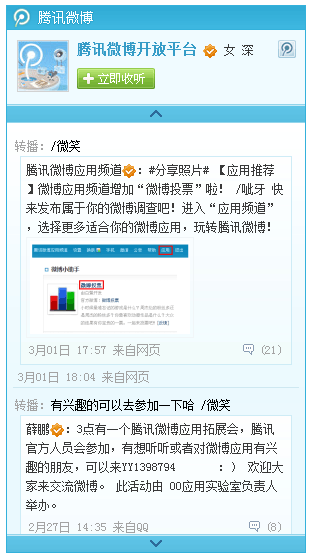 腾讯微博
腾讯微博开放平台 女 深
立即收听
转播：/微笑
腾讯微博应用频道：#分享照片# 【应用推荐
】微博应用频道增加“微博投票”啦！ /呲牙 快
来发布属于你的微博调查吧！进入“应用频道”
，选择更多适合你的微博应用，玩转腾讯微博！
微博小助手
微博投票
3月01日 17:57 来自网页 （21）
3月01日 18:04 来自网页
转播：有兴趣的可以去参加一下哈 /微笑
薛鹏：3点有一个腾讯微博应用拓展会，腾讯
官方人员会参加，有想听听或者对微博应用有兴
趣的朋友，可以来YY1398794 ：） 欢迎大
家来交流微博。 此活动由 OO应用实验室负责人
举办。
2月27日 14:35 来自QQ （8）